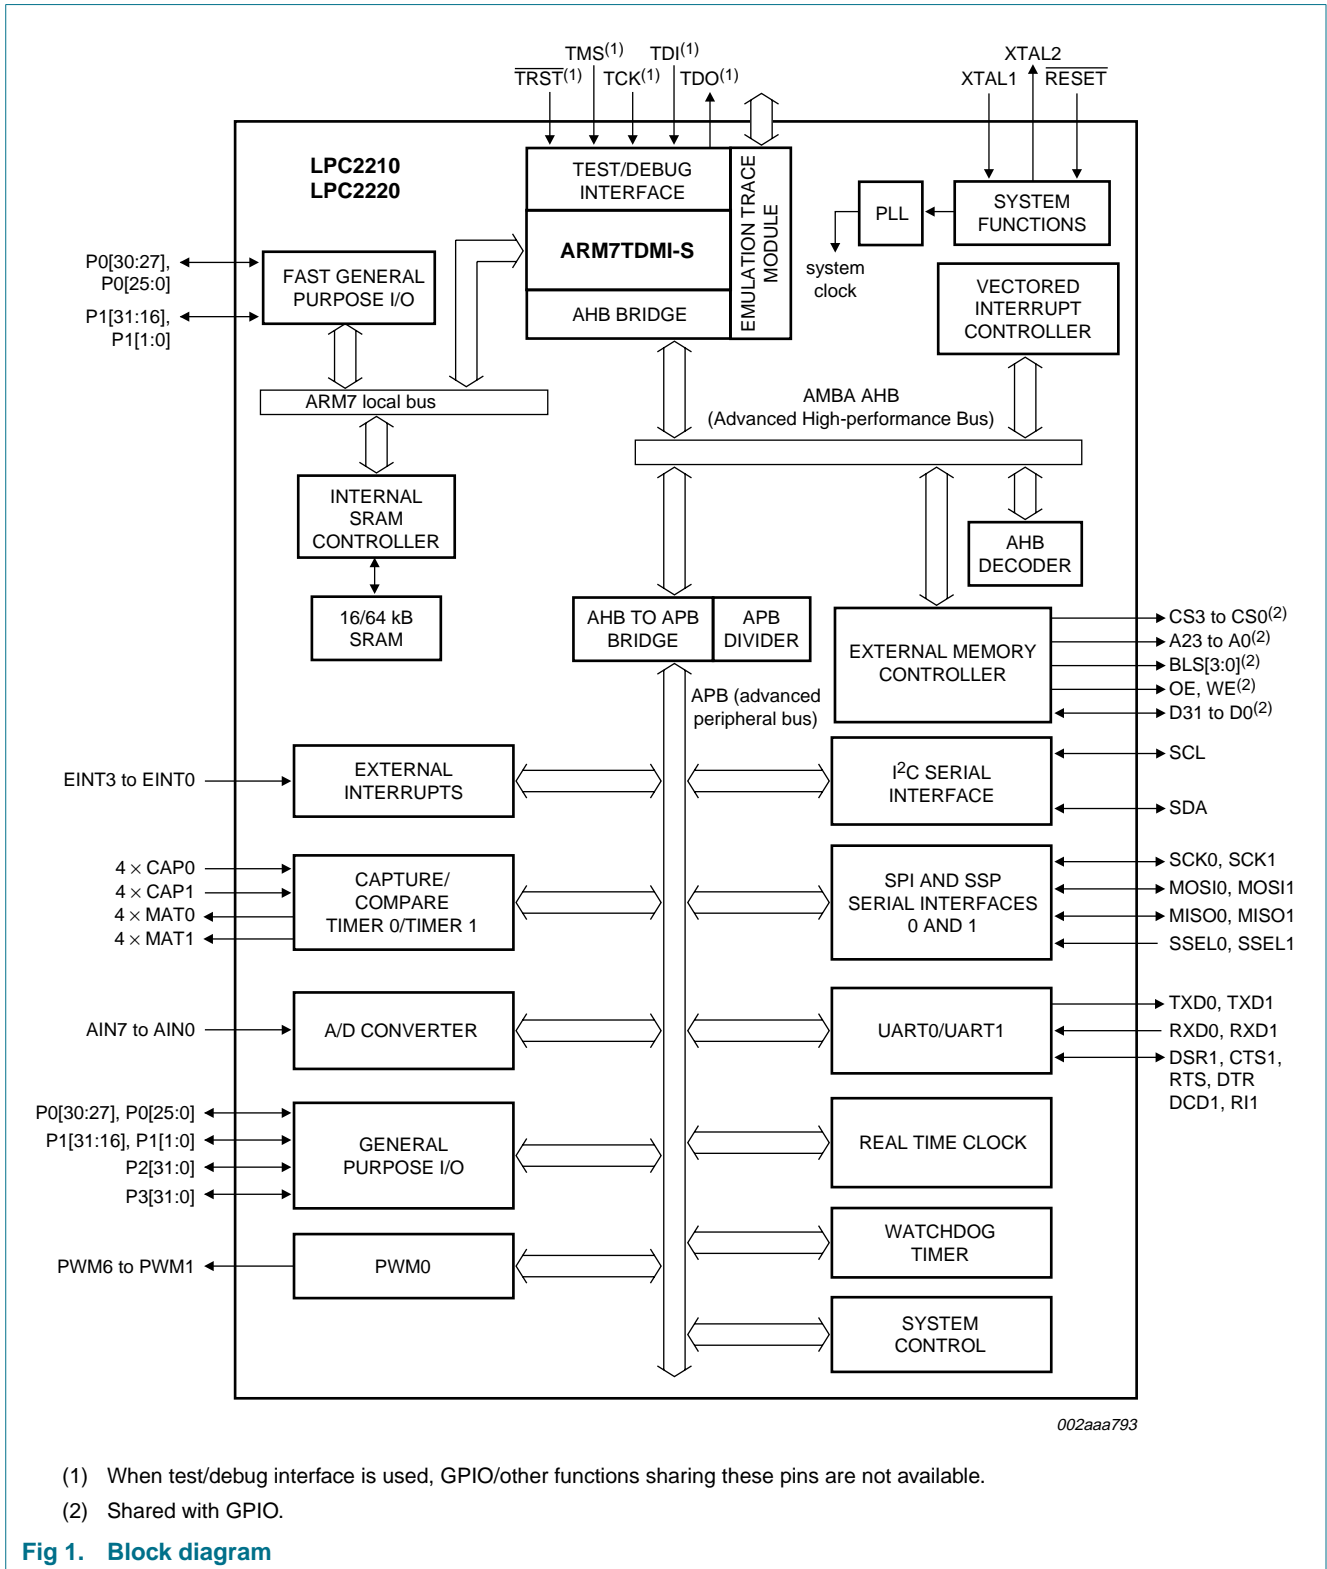 TMS(1) TDI(1)
TRST(1) TCK(1) TDO(1)
XTAL2
XTAL1 RESET
LPC2210
LPC2220
TEST/DEBUG
INTERFACE
ARM7TDMI-S
AHB BRIDGE
EMULATION TRACE
MODULE
PLL
SYSTEM
FUNCTIONS
system
clock
P0[30:27],
P0[25:0]
P1[31:16],
P1[1:0]
FAST GENERAL
PURPOSE I/O
VECTORED
INTERRUPT
CONTROLLER
ARM7 local bus
AMBA AHB
(Advanced High-performance Bus)
INTERNAL
SRAM
CONTROLLER
16/64 kB
SRAM
AHB
DECODER
AHB TO APB
BRIDGE
APB
DIVIDER
EXTERNAL MEMORY
CONTROLLER
CS3 to CS0(2)
A23 to A0(2)
BLS[3:0](2)
OE, WE(2)
D31 to D0(2)
APB (advanced
peripheral bus)
EINT3 to EINT0
EXTERNAL
INTERRUPTS
I2C SERIAL
INTERFACE
SCL
SDA
4 × CAP0
4 × CAP1
4 × MAT0
4 × MAT1
CAPTURE/
COMPARE
TIMER 0/TIMER 1
SPI AND SSP
SERIAL INTERFACES
0 AND 1
SCK0, SCK1
MOSI0, MOSI1
MISO0, MISO1
SSEL0, SSEL1
AIN7 to AIN0
A/D CONVERTER
UART0/UART1
TXD0, TXD1
RXD0, RXD1
DSR1, CTS1,
RTS, DTR
DCD1, RI1
P0[30:27], P0[25:0]
P1[31:16], P1[1:0]
P2[31:0]
P3[31:0]
GENERAL
PURPOSE I/O
REAL TIME CLOCK
PWM6 to PWM1
PWM0
WATCHDOG
TIMER
SYSTEM
CONTROL
002aaa793
(1) When test/debug interface is used, GPIO/other functions sharing these pins are not available.
(2) Shared with GPIO.
Fig 1. Block diagram